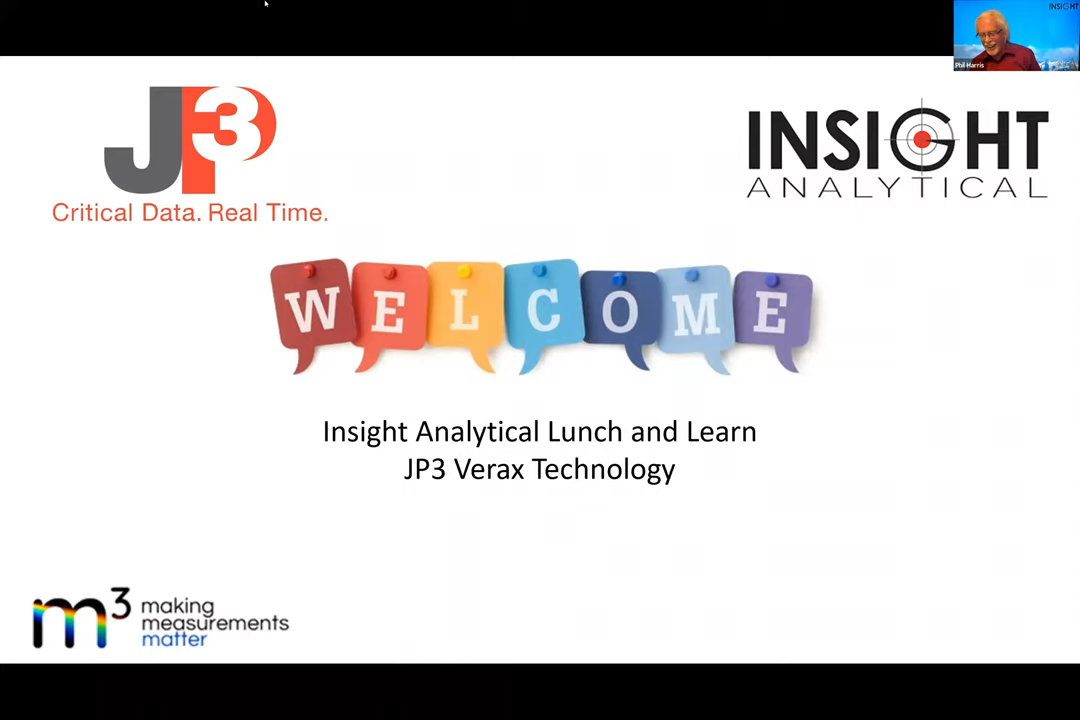 INSIGHT
Phil Harris
JP3
Critical Data. Real Time.
INSIGHT
ANALYTICAL
WELCOME
Insight Analytical Lunch and Learn
JP3 Verax Technology
m³ making
measurements
matter